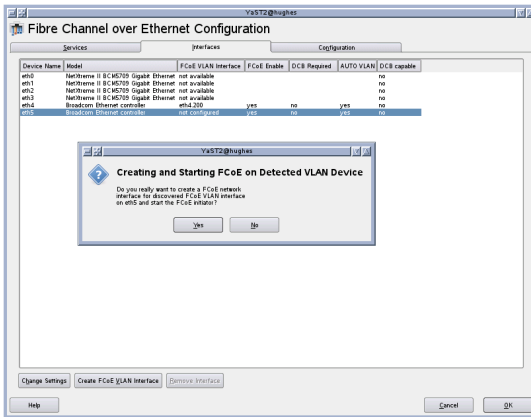 YaST2@hughes
Fibre Channel over Ethernet Configuration
Services Interfaces Configuration
Device Name Model FCoE VLAN Interface FCoE Enable DCB Required AUTO VLAN DCB capable
eth0 NetXtreme II BCM5709 Gigabit Ethernet not available no
eth1 NetXtreme II BCM5709 Gigabit Ethernet not available no
eth2 NetXtreme II BCM5709 Gigabit Ethernet not available no
eth3 NetXtreme II BCM5709 Gigabit Ethernet not available no
eth4 Broadcom Ethernet controller eth4.200 yes no yes no
eth5 Broadcom Ethernet controller not configured yes no yes no
YaST2@hughes
Creating and Starting FCoE on Detected VLAN Device
Do you really want to create a FCoE network
interface for discovered FCoE VLAN interface
on eth5 and start the FCoE initiator?
Yes No
Change Settings Create FCoE VLAN Interface Remove Interface
Help Cancel OK